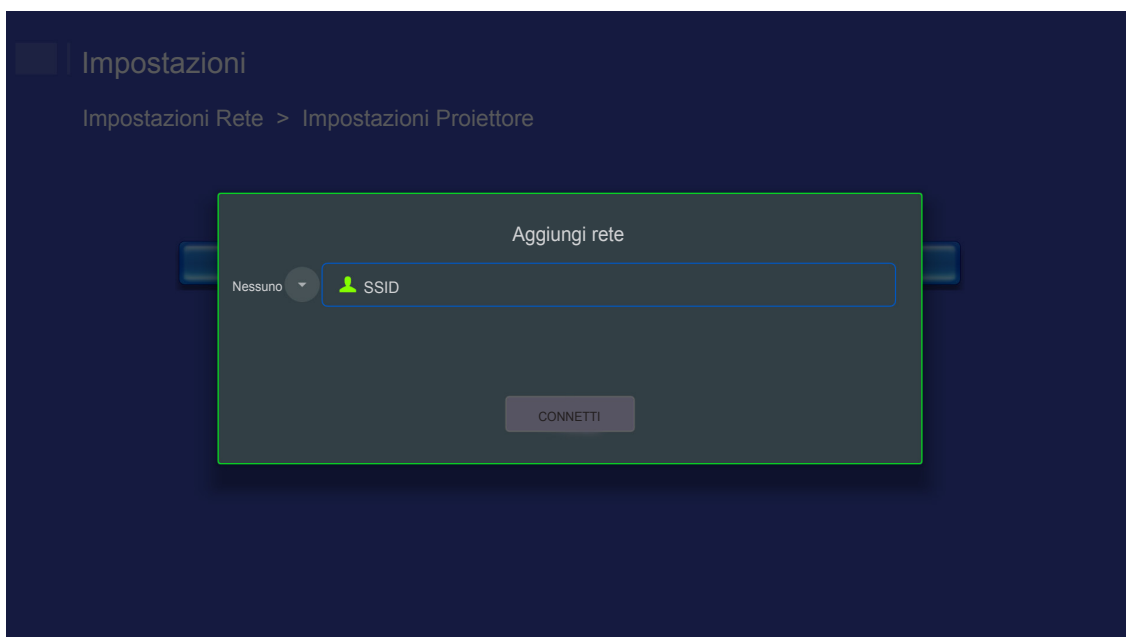 Impostazioni
Impostazioni Rete > Impostazioni Proiettore
Aggiungi rete
Nessuno SSID
CONNETTI